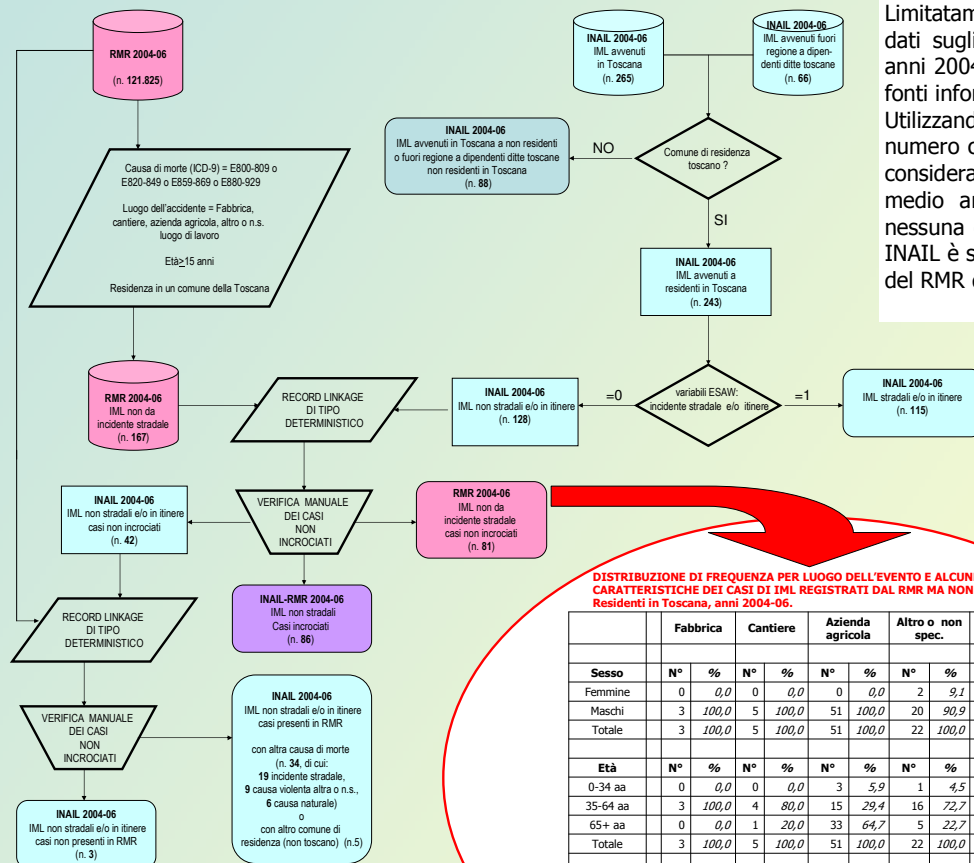 RMR 2004-06
(n. 121.825)
INAIL 2004-06
IML avvenuti
in Toscana
(n. 265)
INAIL 2004-06
IML avvenuti fuori
regione a dipen-
denti ditte toscane
(n. 66)
Limitatam
dati sugli
anni 2004
fonti infor
Utilizzand
numero d
considera
medio an
nessuna
INAIL è s
del RMR
INAIL 2004-06
IML avvenuti in Toscana a non residenti
o fuori regione a dipendenti ditte toscane
non residenti in Toscana
(n. 88)
NO
Comune di residenza
toscano ?
SI
Causa di morte (ICD-9) = E800-809 o
E820-849 o E859-869 o E880-929
Luogo dell'accidente = Fabbrica,
cantiere, azienda agricola, altro o n.s.
luogo di lavoro
Età>15 anni
Residenza in un comune della Toscana
INAIL 2004-06
IML avvenuti a
residenti in Toscana
(n. 243)
RMR 2004-06
IML non da
incidente stradale
(n. 167)
RECORD LINKAGE
DI TIPO
DETERMINISTICO
INAIL 2004-06
IML non stradali e/o in itinere
(n. 128)
=0
variabili ESAW:
incidente stradale e/o itinere
=1
INAIL 2004-06
IML stradali e/o in itinere
(n. 115)
INAIL 2004-06
IML non stradali e/o in itinere
casi non incrociati
(n. 42)
VERIFICA MANUALE
DEI CASI
NON
INCROCIATI
RMR 2004-06
IML non da
incidente stradale
casi non incrociati
(n. 81)
INAIL-RMR 2004-06
IML non stradali
Casi incrociati
(n. 86)
RECORD LINKAGE
DI TIPO
DETERMINISTICO
VERIFICA MANUALE
DEI CASI
NON
INCROCIATI
INAIL 2004-06
IML non stradali e/o in itinere
casi presenti in RMR
con altra causa di morte
(n. 34, di cui:
19 incidente stradale,
9 causa violenta altra o n.s.,
6 causa naturale)
o
con altro comune di
residenza (non toscano) (n.5)
INAIL 2004-06
IML non stradali e/o in itinere
casi non presenti in RMR
(n. 3)
DISTRIBUZIONE DI FREQUENZA PER LUOGO DELL'EVENTO E ALCUN
CARATTERISTICHE DEI CASI DI IML REGISTRATI DAL RMR MA NON
Residenti in Toscana, anni 2004-06.
Fabbrica Cantiere Azienda agricola Altro o non spec.
Sesso N° % N° % N° % N° %
Femmine 0 0,0 0 0,0 0 0,0 2 9,1
Maschi 3 100,0 5 100,0 51 100,0 20 90,9
Totale 3 100,0 5 100,0 51 100,0 22 100,0
Età N° % N° % N° % N° %
0-34 aa 0 0,0 0 0,0 3 5,9 1 4,5
35-64 aa 3 100,0 4 80,0 15 29,4 16 72,7
65+ aa 0 0,0 1 20,0 33 64,7 5 22,7
Totale 3 100,0 5 100,0 51 100,0 22 100,0